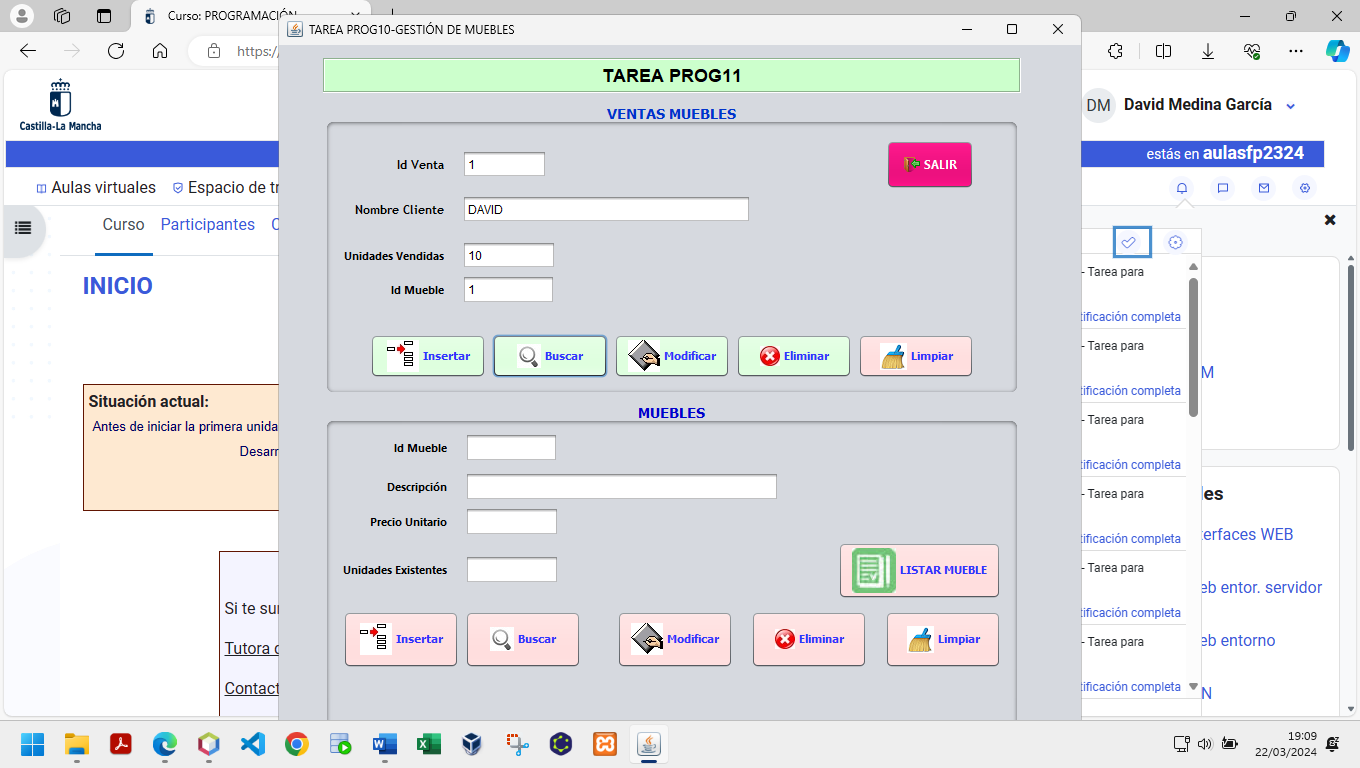 Curso: PROGRAMACIÓN
TAREA PROG10-GESTIÓN DE MUEBLES
https:/
Castilla-La Mancha
DM David Medina García
estás en aulasfp2324
Aulas virtuales
Espacio de tr
Curso
Participantes
C
INICIO
Situación actual:
Antes de iniciar la primera unida
Desarr
Si te sur
Tutora d
Contact
TAREA PROG11
VENTAS MUEBLES
Id Venta 1
SALIR
Nombre Cliente DAVID
Unidades Vendidas 10
Id Mueble 1
Insertar
Buscar
Modificar
Eliminar
Limpiar
MUEBLES
Id Mueble
Descripción
Precio Unitario
Unidades Existentes
LISTAR MUEBLE
Insertar
Buscar
Modificar
Eliminar
Limpiar
- Tarea para
tificación completa
- Tarea para
tificación completa
- Tarea para
tificación completa
- Tarea para
tificación completa
- Tarea para
tificación completa
- Tarea para
tificación completa
M
les
terfaces WEB
eb entor. servidor
eb entorno
N
19:09
22/03/2024